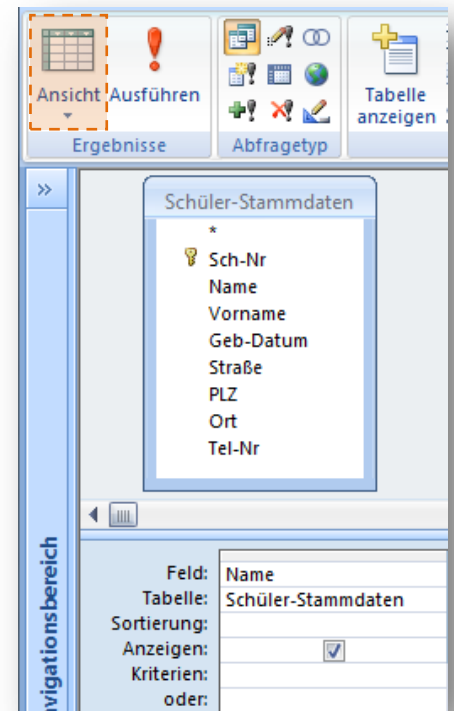 Ansicht
Ausführen
Tabelle
anzeigen
Ergebnisse
Abfragetyp
»
Schüler-Stammdaten
*
Sch-Nr
Name
Vorname
Geb-Datum
Straße
PLZ
Ort
Tel-Nr
vigationsbereich
Feld: Name
Tabelle: Schüler-Stammdaten
Sortierung:
Anzeigen:
Kriterien:
oder: